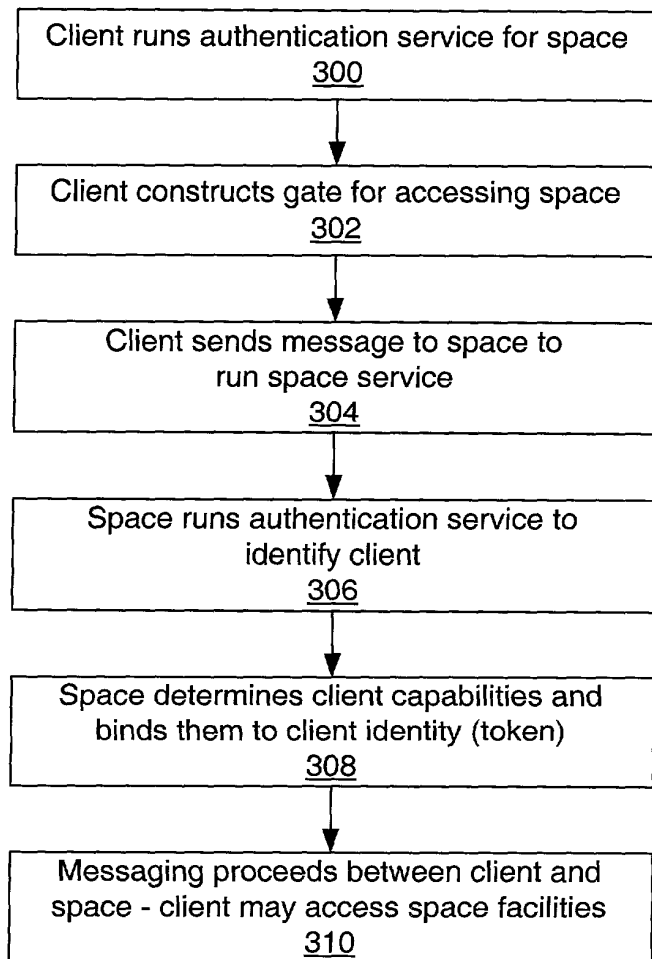 Client runs authentication service for space
300
Client constructs gate for accessing space
302
Client sends message to space to
run space service
304
Space runs authentication service to
identify client
306
Space determines client capabilities and
binds them to client identity (token)
308
Messaging proceeds between client and
space - client may access space facilities
310